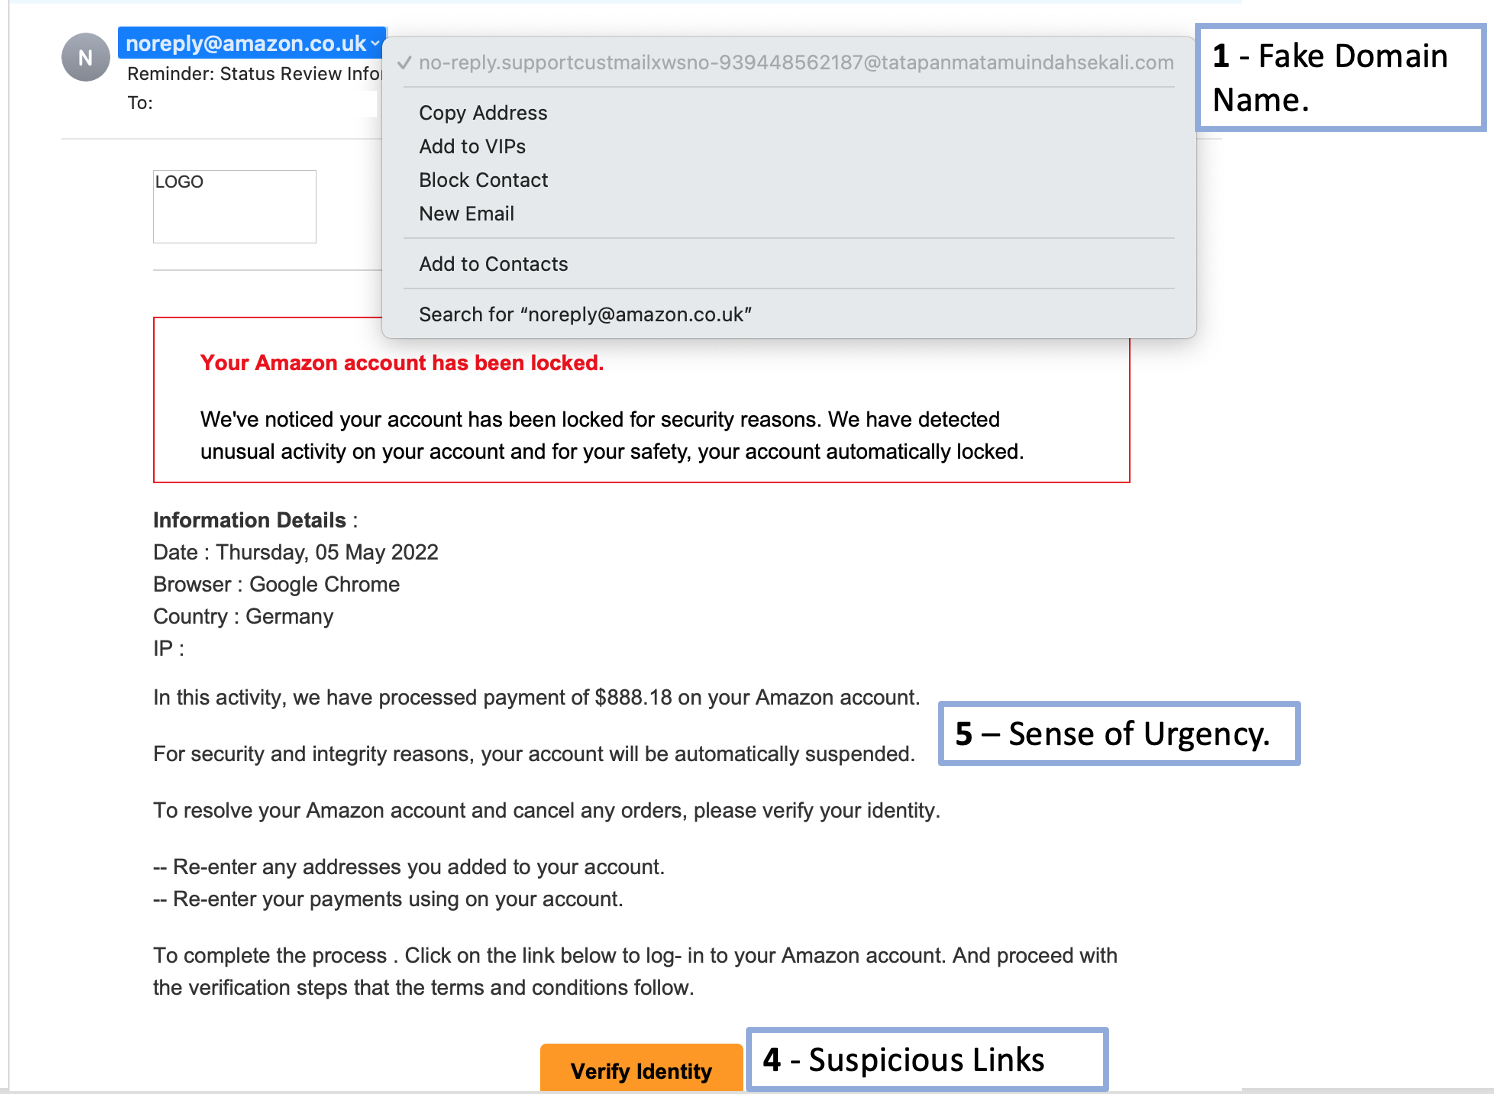 N
noreply@amazon.co.uk
Reminder: Status Review Infor
To:
no-reply.supportcustmailxwsno-939448562187@tatapanmatamuindahsekali.com
Copy Address
Add to VIPs
Block Contact
New Email
Add to Contacts
Search for “noreply@amazon.co.uk”
1 - Fake Domain
Name.
LOGO
Your Amazon account has been locked.
We've noticed your account has been locked for security reasons. We have detected
unusual activity on your account and for your safety, your account automatically locked.
Information Details :
Date : Thursday, 05 May 2022
Browser : Google Chrome
Country : Germany
IP :
In this activity, we have processed payment of $888.18 on your Amazon account.
5 – Sense of Urgency.
For security and integrity reasons, your account will be automatically suspended.
To resolve your Amazon account and cancel any orders, please verify your identity.
-- Re-enter any addresses you added to your account.
-- Re-enter your payments using on your account.
To complete the process . Click on the link below to log- in to your Amazon account. And proceed with
the verification steps that the terms and conditions follow.
Verify Identity
4 - Suspicious Links